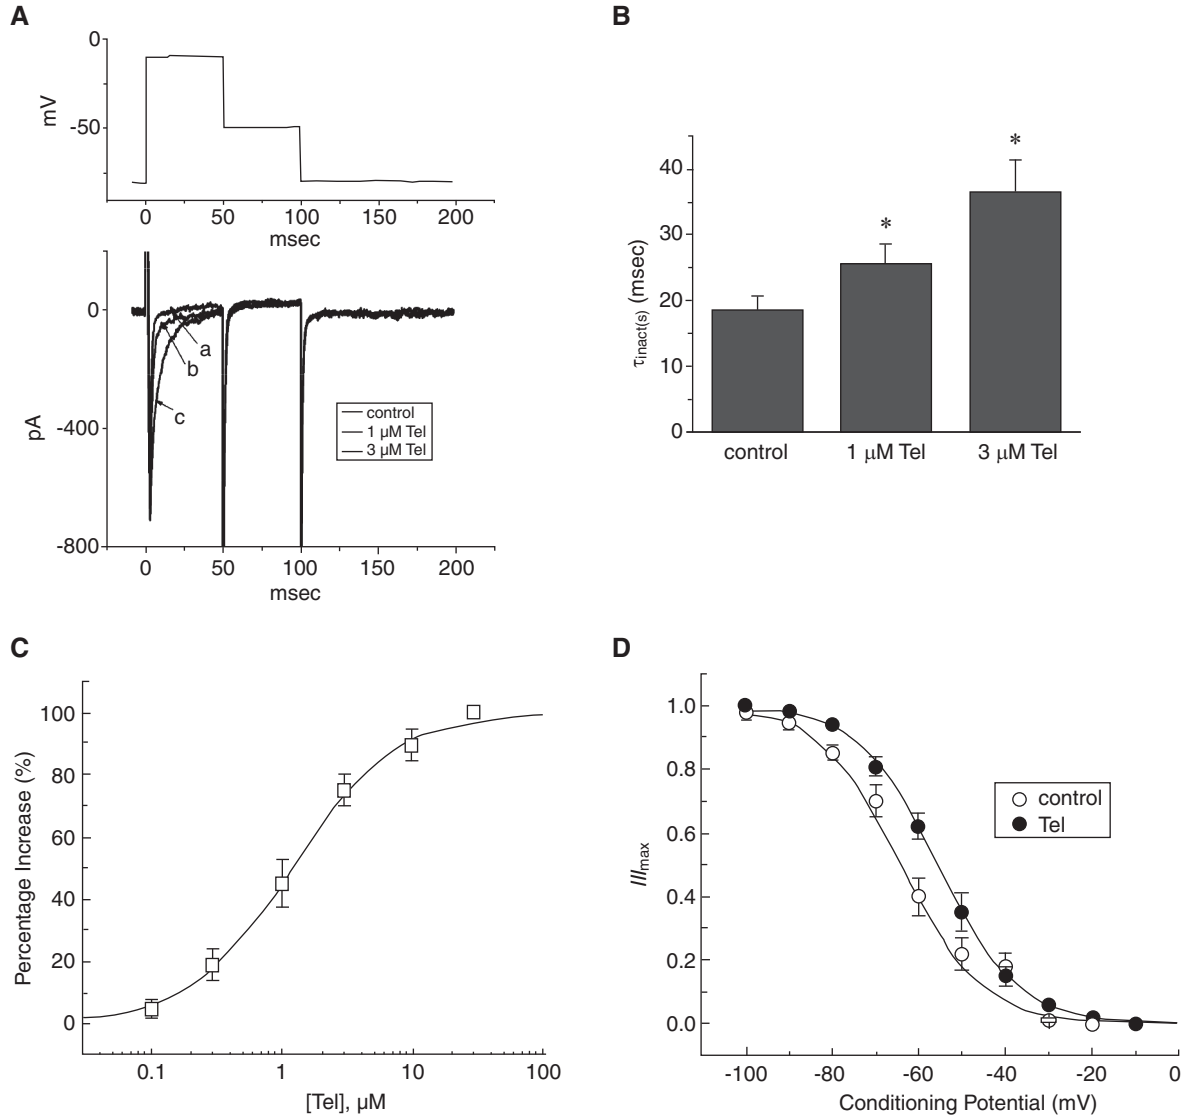 A
0
-50
mV
0
50
100
150
200
msec
0
-400
-800
pA
a
b
c
control
1 µM Tel
3 µM Tel
0
50
100
150
200
msec
B
*
*
40
30
20
10
0
τinact(s) (msec)
control
1 µM Tel
3 µM Tel
C
100
80
60
40
20
0
Percentage Increase (%)
0.1
1
10
100
[Tel], µM
D
1.0
0.8
0.6
0.4
0.2
0.0
I/Imax
control
Tel
-100
-80
-60
-40
-20
0
Conditioning Potential (mV)